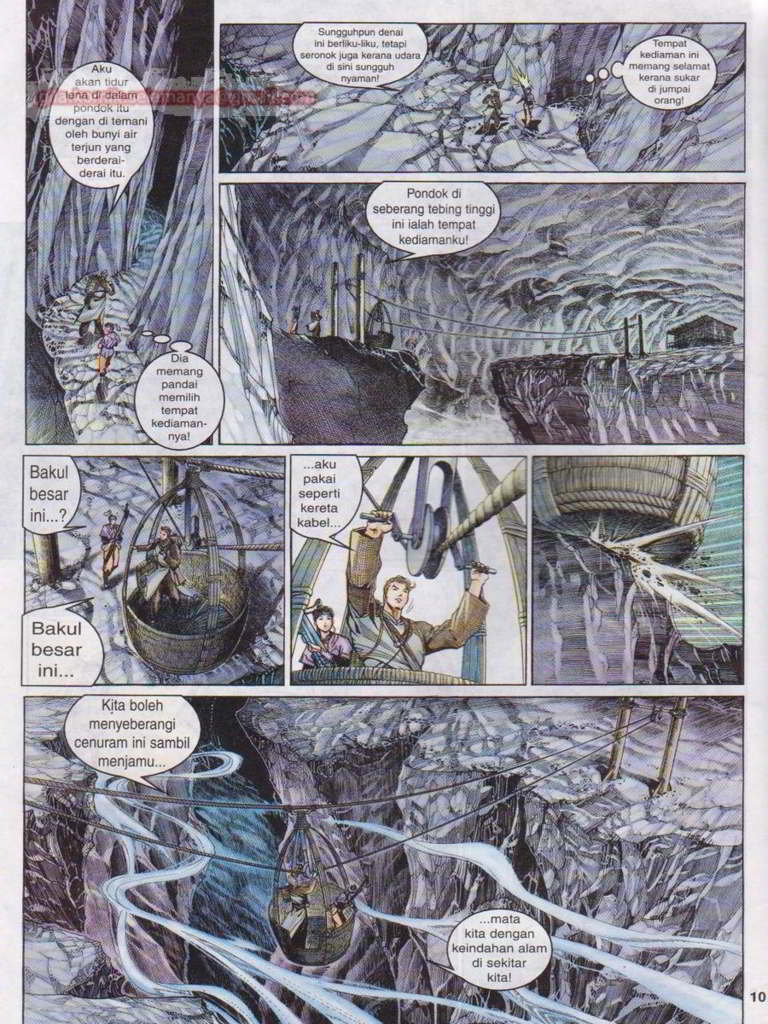 Aku
akan tidur
lena di dalam
pondok itu
dengan di temani
oleh bunyi air
terjun yang
berderai-
derai itu.
Dia
memang
pandai
memilih
tempat
kediaman-
nya!
Sungguhpun denai
ini berliku-liku, tetapi
seronok juga kerana udara
di sini sungguh
nyaman!
Tempat
kediaman ini
memang selamat
kerana sukar
di jumpai
orang!
Pondok di
seberang tebing tinggi
ini ialah tempat
kediamanku!
Bakul
besar
ini...?
Bakul
besar
ini...
...aku
pakai
seperti
kereta
kabel...
Kita boleh
menyeberangi
cenuram ini sambil
menjamu...
...mata
kita dengan
keindahan alam
di sekitar
kita!
10